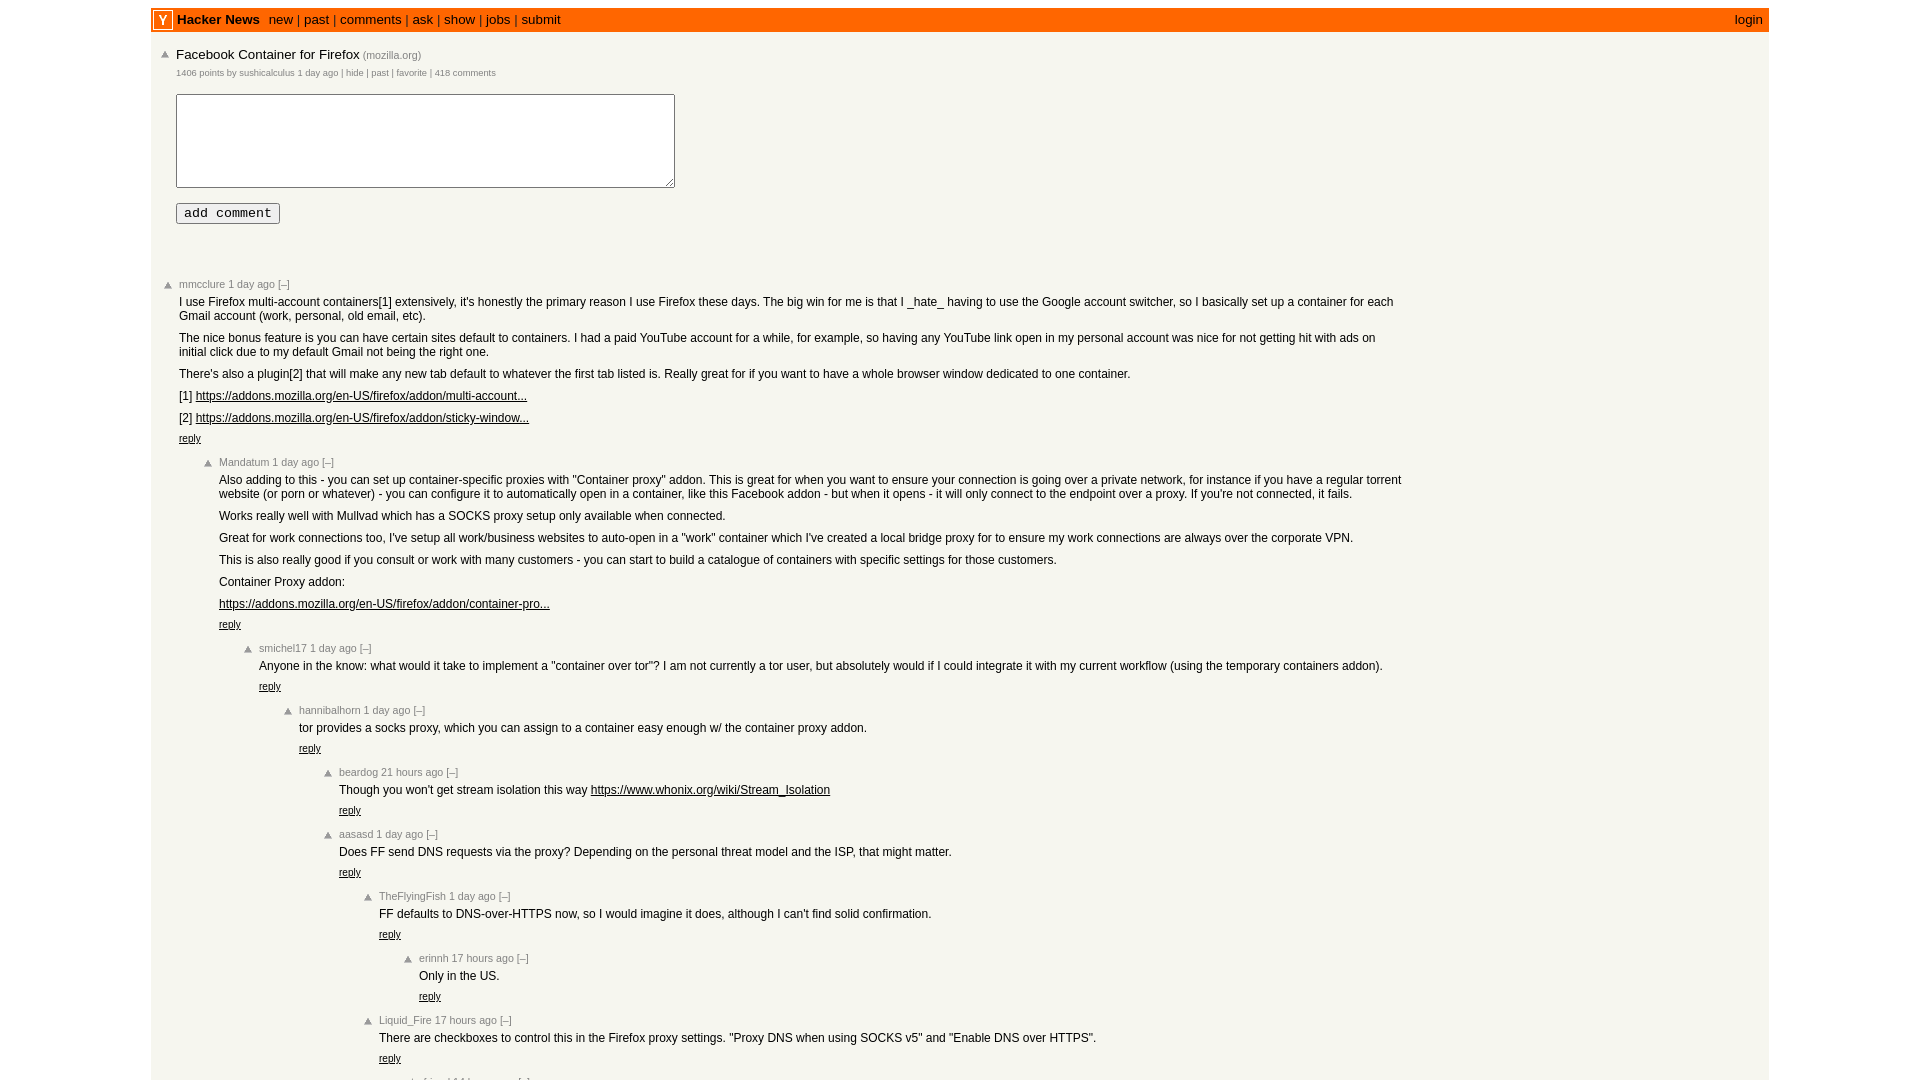 Y Hacker News new | past | comments | ask | show | jobs | submit login
Facebook Container for Firefox (mozilla.org)
1406 points by sushicalculus 1 day ago | hide | past | favorite | 418 comments
add comment
mmcclure 1 day ago [–]
I use Firefox multi-account containers[1] extensively, it's honestly the primary reason I use Firefox these days. The big win for me is that I _hate_ having to use the Google account switcher, so I basically set up a container for each
Gmail account (work, personal, old email, etc).
The nice bonus feature is you can have certain sites default to containers. I had a paid YouTube account for a while, for example, so having any YouTube link open in my personal account was nice for not getting hit with ads on
initial click due to my default Gmail not being the right one.
There's also a plugin[2] that will make any new tab default to whatever the first tab listed is. Really great for if you want to have a whole browser window dedicated to one container.
[1] https://addons.mozilla.org/en-US/firefox/addon/multi-account...
[2] https://addons.mozilla.org/en-US/firefox/addon/sticky-window...
reply
Mandatum 1 day ago [–]
Also adding to this - you can set up container-specific proxies with "Container proxy" addon. This is great for when you want to ensure your connection is going over a private network, for instance if you have a regular torrent
website (or porn or whatever) - you can configure it to automatically open in a container, like this Facebook addon - but when it opens - it will only connect to the endpoint over a proxy. If you're not connected, it fails.
Works really well with Mullvad which has a SOCKS proxy setup only available when connected.
Great for work connections too, I've setup all work/business websites to auto-open in a "work" container which I've created a local bridge proxy for to ensure my work connections are always over the corporate VPN.
This is also really good if you consult or work with many customers - you can start to build a catalogue of containers with specific settings for those customers.
Container Proxy addon:
https://addons.mozilla.org/en-US/firefox/addon/container-pro...
reply
smichel17 1 day ago [–]
Anyone in the know: what would it take to implement a "container over tor"? I am not currently a tor user, but absolutely would if I could integrate it with my current workflow (using the temporary containers addon).
reply
hannibalhorn 1 day ago [–]
tor provides a socks proxy, which you can assign to a container easy enough w/ the container proxy addon.
reply
beardog 21 hours ago [–]
Though you won't get stream isolation this way https://www.whonix.org/wiki/Stream_Isolation
reply
aasasd 1 day ago [–]
Does FF send DNS requests via the proxy? Depending on the personal threat model and the ISP, that might matter.
reply
TheFlyingFish 1 day ago [–]
FF defaults to DNS-over-HTTPS now, so I would imagine it does, although I can't find solid confirmation.
reply
erinnh 17 hours ago [–]
Only in the US.
reply
Liquid_Fire 17 hours ago [–]
There are checkboxes to control this in the Firefox proxy settings. "Proxy DNS when using SOCKS v5" and "Enable DNS over HTTPS".
reply